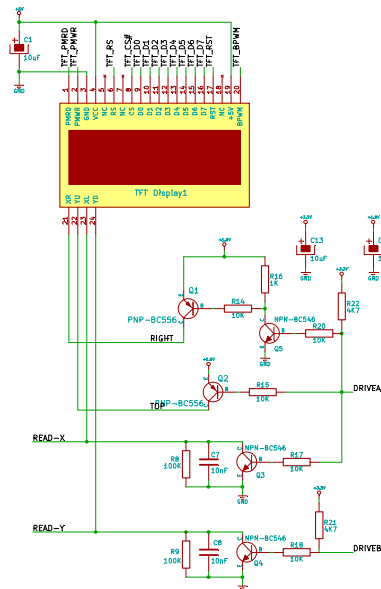 +5V
C1
10uF
GND
TFT_PMRD
TFT_PMWR
TFT_RS
TFT_CS#
TFT_D0
TFT_D1
TFT_D2
TFT_D3
TFT_D4
TFT_D5
TFT_D6
TFT_D7
TFT_RST
TFT_BPWM
1 2 3 4 5 6 7 8 9 10 11 12 13 14 15 16 17 18 19 20
PMRD PMWR GND VCC NC RS NC CS D0 D1 D2 D3 D4 D5 D6 D7 RST NC +5V BPWM
TFT Display1
XR YU XL YD
21 22 23 24
+3.3V
C13
10uF
GND
+3.3V
GND
+3.3V
R16
1K
Q1
PNP-BC556
R14
10K
NPN-BC546
Q5
GND
R20
10K
R22
4K7
RIGHT
+3.3V
Q2
PNP-BC556
R15
10K
TOP
DRIVEA
READ-X
R8
100K
C7
10nF
NPN-BC546
Q3
GND
R17
10K
+3.3V
R21
4K7
READ-Y
R9
100K
C8
10nF
NPN-BC546
Q4
GND
R18
10K
DRIVEB